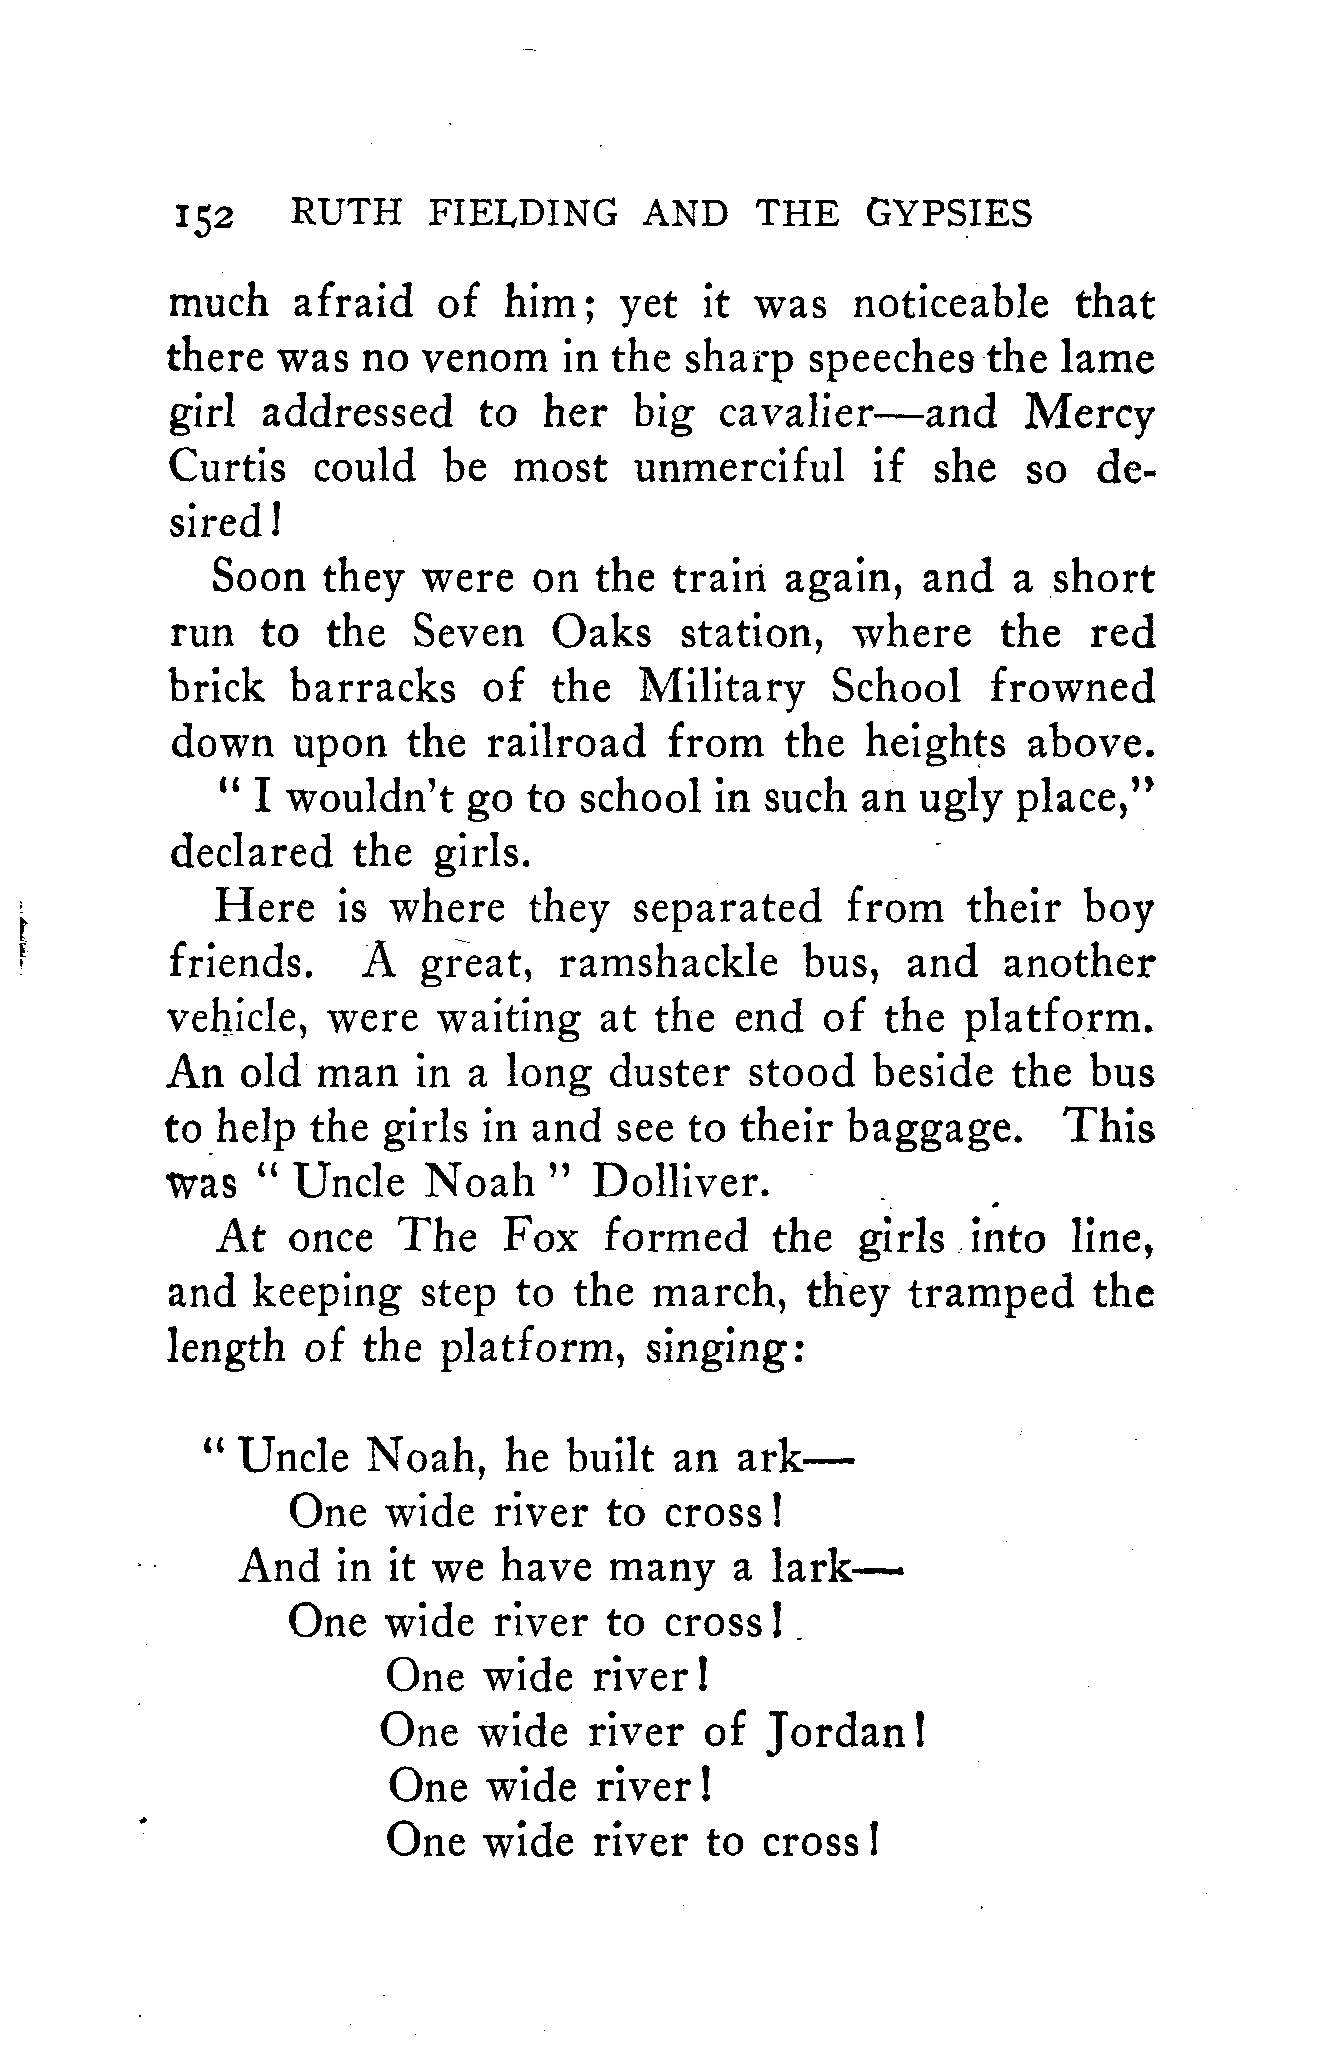 152 RUTH FIELDING AND THE GYPSIES
much afraid of him; yet it was noticeable that
there was no venom in the sharp speeches the lame
girl addressed to her big cavalier—and Mercy
Curtis could be most unmerciful if she so de-
sired!
Soon they were on the train again, and a short
run to the Seven Oaks station, where the red
brick barracks of the Military School frowned
down upon the railroad from the heights above.
" I wouldn't go to school in such an ugly place,"
declared the girls.
Here is where they separated from their boy
friends. A great, ramshackle bus, and another
vehicle, were waiting at the end of the platform.
An old man in a long duster stood beside the bus
to help the girls in and see to their baggage. This
was " Uncle Noah " Dolliver.
At once The Fox formed the girls into line,
and keeping step to the march, they tramped the
length of the platform, singing:
" Uncle Noah, he built an ark—
One wide river to cross!
And in it we have many a lark—
One wide river to cross!
One wide river!
One wide river of Jordan!
One wide river!
One wide river to cross!